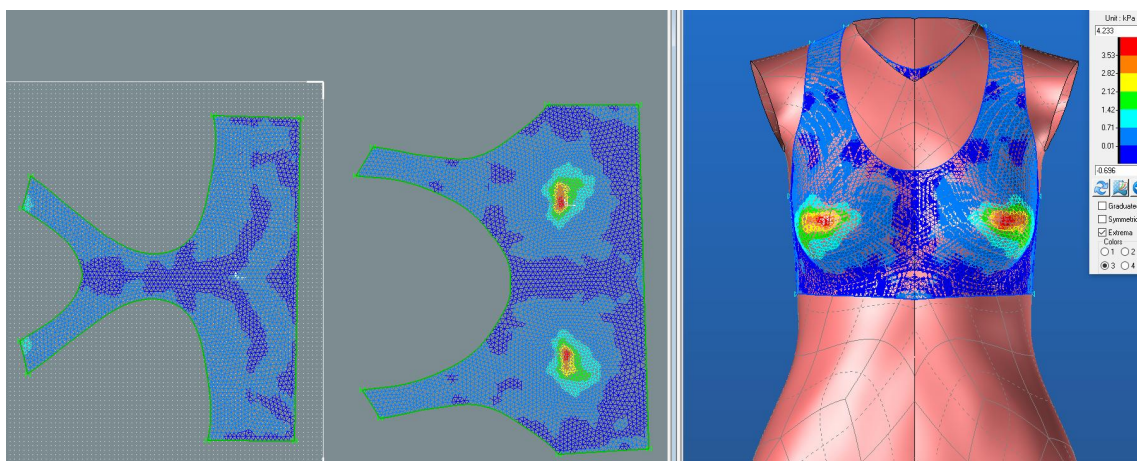 Unit : kPa
4.233
3.53
2.82
2.12
1.42
0.71
0.01
-0.696
Graduate
Symmetric
Extrema
Colors
1 2
3 4